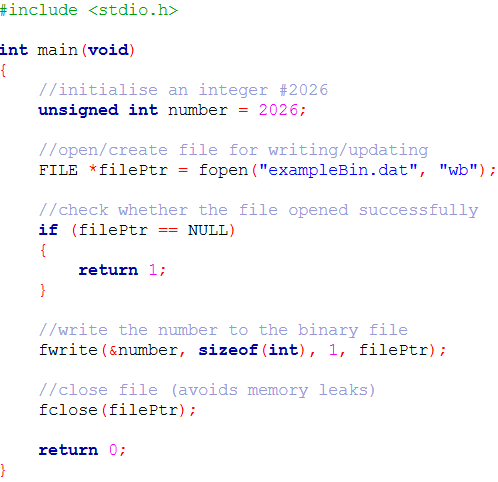 #include <stdio.h>
int main(void)
{
//initialise an integer #2026
unsigned int number = 2026;
//open/create file for writing/updating
FILE *filePtr = fopen("exampleBin.dat", "wb");
//check whether the file opened successfully
if (filePtr == NULL)
{
return 1;
}
//write the number to the binary file
fwrite(&number, sizeof(int), 1, filePtr);
//close file (avoids memory leaks)
fclose(filePtr);
return 0;
}